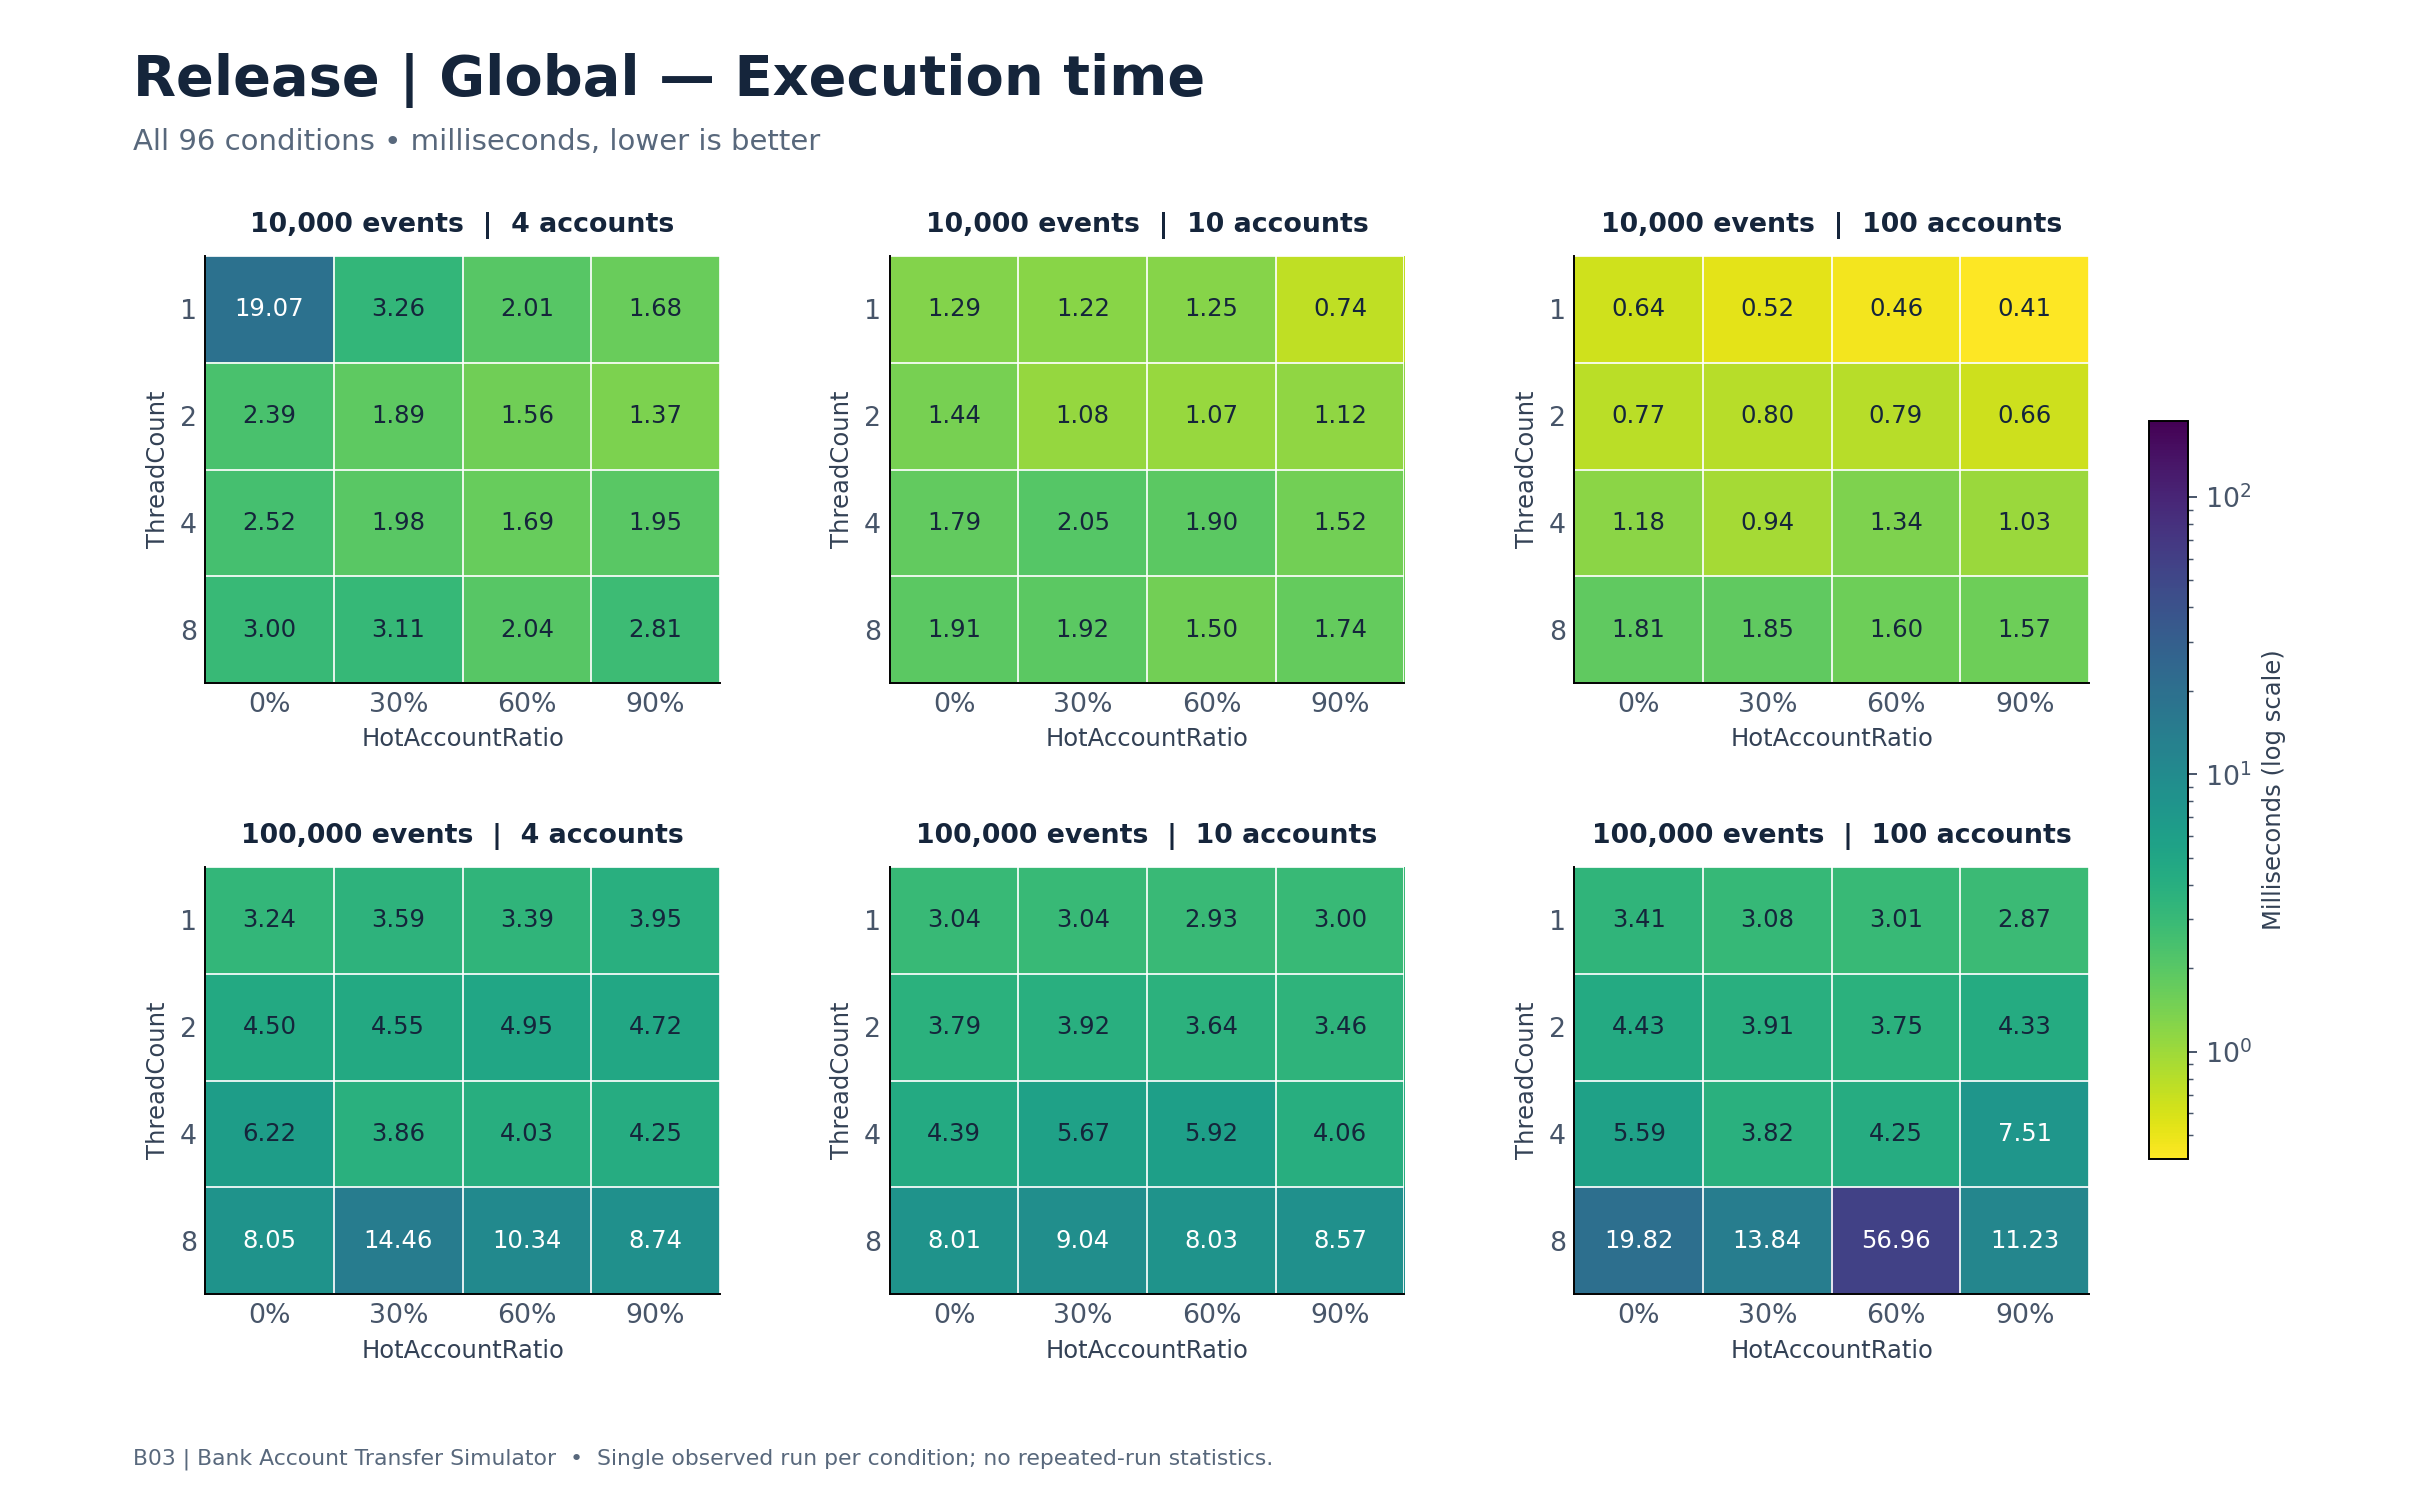 Release | Global — Execution time
All 96 conditions • milliseconds, lower is better
10,000 events | 4 accounts
ThreadCount
1 19.07 3.26 2.01 1.68
2 2.39 1.89 1.56 1.37
4 2.52 1.98 1.69 1.95
8 3.00 3.11 2.04 2.81
0% 30% 60% 90%
HotAccountRatio
10,000 events | 10 accounts
ThreadCount
1 1.29 1.22 1.25 0.74
2 1.44 1.08 1.07 1.12
4 1.79 2.05 1.90 1.52
8 1.91 1.92 1.50 1.74
0% 30% 60% 90%
HotAccountRatio
10,000 events | 100 accounts
ThreadCount
1 0.64 0.52 0.46 0.41
2 0.77 0.80 0.79 0.66
4 1.18 0.94 1.34 1.03
8 1.81 1.85 1.60 1.57
0% 30% 60% 90%
HotAccountRatio
100,000 events | 4 accounts
ThreadCount
1 3.24 3.59 3.39 3.95
2 4.50 4.55 4.95 4.72
4 6.22 3.86 4.03 4.25
8 8.05 14.46 10.34 8.74
0% 30% 60% 90%
HotAccountRatio
100,000 events | 10 accounts
ThreadCount
1 3.04 3.04 2.93 3.00
2 3.79 3.92 3.64 3.46
4 4.39 5.67 5.92 4.06
8 8.01 9.04 8.03 8.57
0% 30% 60% 90%
HotAccountRatio
100,000 events | 100 accounts
ThreadCount
1 3.41 3.08 3.01 2.87
2 4.43 3.91 3.75 4.33
4 5.59 3.82 4.25 7.51
8 19.82 13.84 56.96 11.23
0% 30% 60% 90%
HotAccountRatio
10²
10¹
10⁰
Milliseconds (log scale)
B03 | Bank Account Transfer Simulator • Single observed run per condition; no repeated-run statistics.